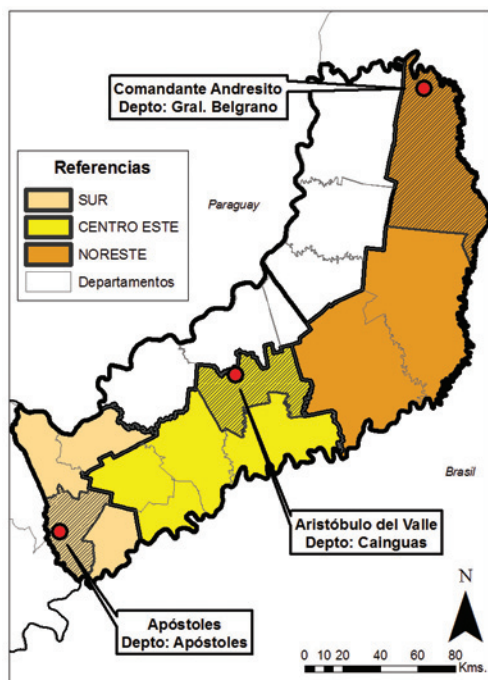 Comandante Andresito
Depto: Gral. Belgrano
Referencias
SUR
CENTRO ESTE
NORESTE
Departamentos
Paraguay
Brasil
Aristóbulo del Valle
Depto: Cainguas
Apóstoles
Depto: Apóstoles
N
0 10 20 40 60 80
Kms.